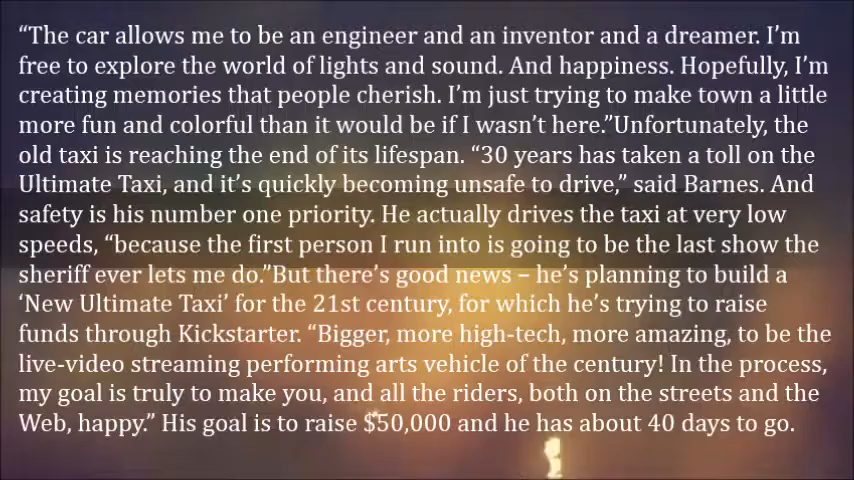 “The car allows me to be an engineer and an inventor and a dreamer. I’m
free to explore the world of lights and sound. And happiness. Hopefully, I’m
creating memories that people cherish. I’m just trying to make town a little
more fun and colorful than it would be if I wasn’t here.”Unfortunately, the
old taxi is reaching the end of its lifespan. “30 years has taken a toll on the
Ultimate Taxi, and it’s quickly becoming unsafe to drive,” said Barnes. And
safety is his number one priority. He actually drives the taxi at very low
speeds, “because the first person I run into is going to be the last show the
sheriff ever lets me do.”But there’s good news – he’s planning to build a
‘New Ultimate Taxi’ for the 21st century, for which he’s trying to raise
funds through Kickstarter. “Bigger, more high-tech, more amazing, to be the
live-video streaming performing arts vehicle of the century! In the process,
my goal is truly to make you, and all the riders, both on the streets and the
Web, happy.” His goal is to raise $50,000 and he has about 40 days to go.